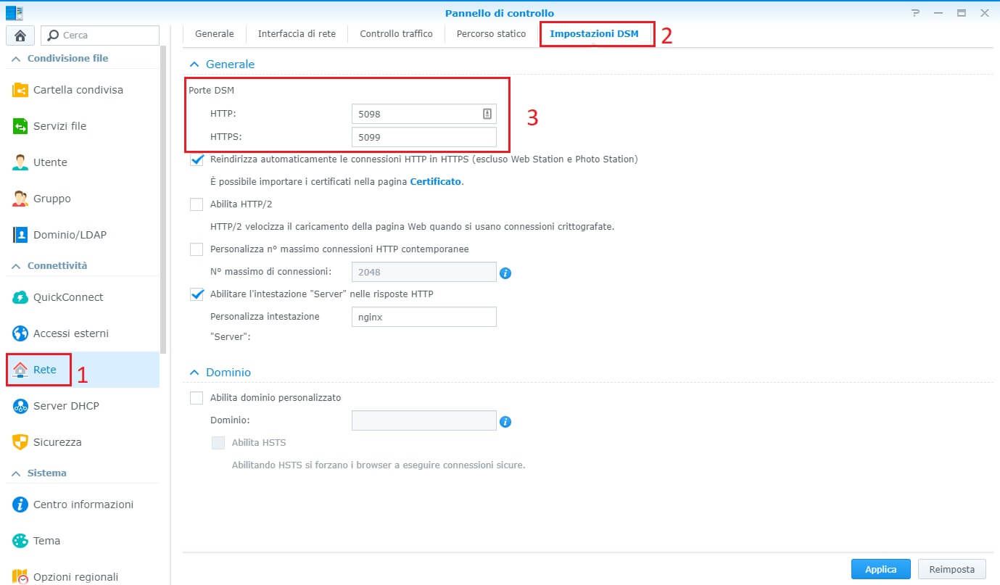 Pannello di controllo
Cerca
Condivisione file
Cartella condivisa
Servizi file
Utente
Gruppo
Dominio/LDAP
Connettività
QuickConnect
Accessi esterni
Rete 1
Server DHCP
Sicurezza
Sistema
Centro informazioni
Tema
Opzioni regionali
Generale Interfaccia di rete Controllo traffico Percorso statico Impostazioni DSM 2
Generale
Porte DSM
HTTP: 5098
3
HTTPS: 5099
Reindirizza automaticamente le connessioni HTTP in HTTPS (escluso Web Station e Photo Station)
È possibile importare i certificati nella pagina Certificato.
Abilita HTTP/2
HTTP/2 velocizza il caricamento della pagina Web quando si usano connessioni crittografate.
Personalizza n° massimo connessioni HTTP contemporanee
N° massimo di connessioni: 2048
Abilitare l'intestazione "Server" nelle risposte HTTP
Personalizza intestazione nginx
"Server":
Dominio
Abilita dominio personalizzato
Dominio:
Abilita HSTS
Abilitando HSTS si forzano i browser a eseguire connessioni sicure.
Applica Reimposta